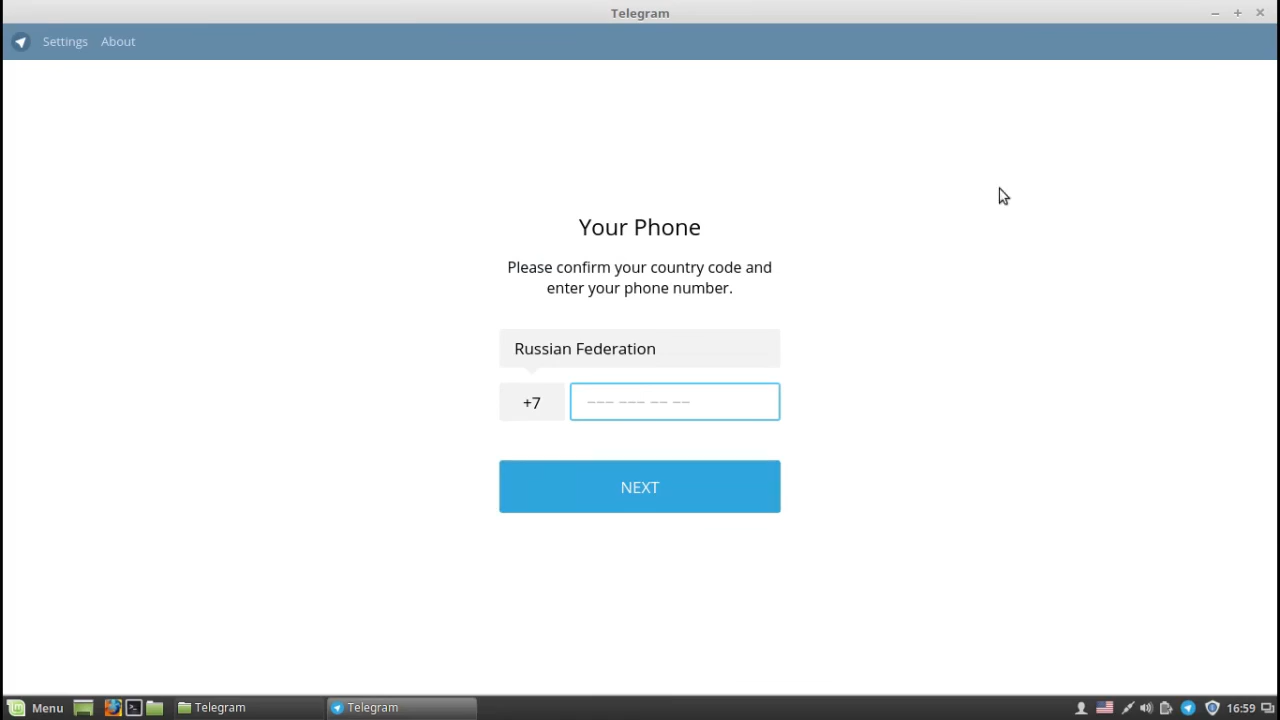 Telegram
Settings About
Your Phone
Please confirm your country code and
enter your phone number.
Russian Federation
+7 --- --- -- --
NEXT
Menu Telegram Telegram 16:59